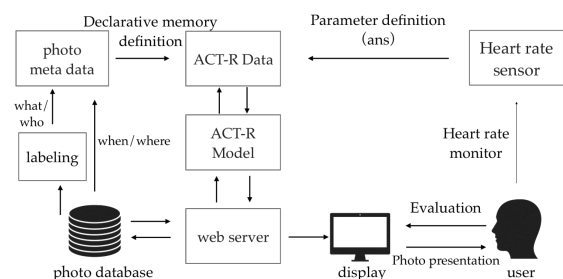 Declarative memory
definition
Parameter definition
(ans)
photo
meta data
ACT-R Data
Heart rate
sensor
what/
who
when/where
labeling
ACT-R
Model
Heart rate
monitor
web server
Evaluation
Photo presentation
photo database
display
user